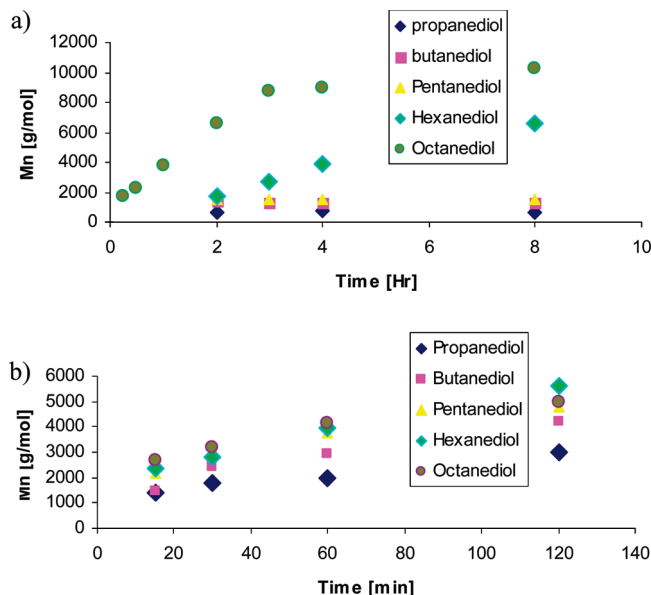 a)
12000
10000
8000
6000
4000
2000
0
Mn [g/mol]
0 2 4 6 8 10
Time [Hr]
propanediol
butanediol
Pentanediol
Hexanediol
Octanediol
b)
6000
5000
4000
3000
2000
1000
0
Mn [g/mol]
0 20 40 60 80 100 120 140
Time [min]
Propanediol
Butanediol
Pentanediol
Hexanediol
Octanediol